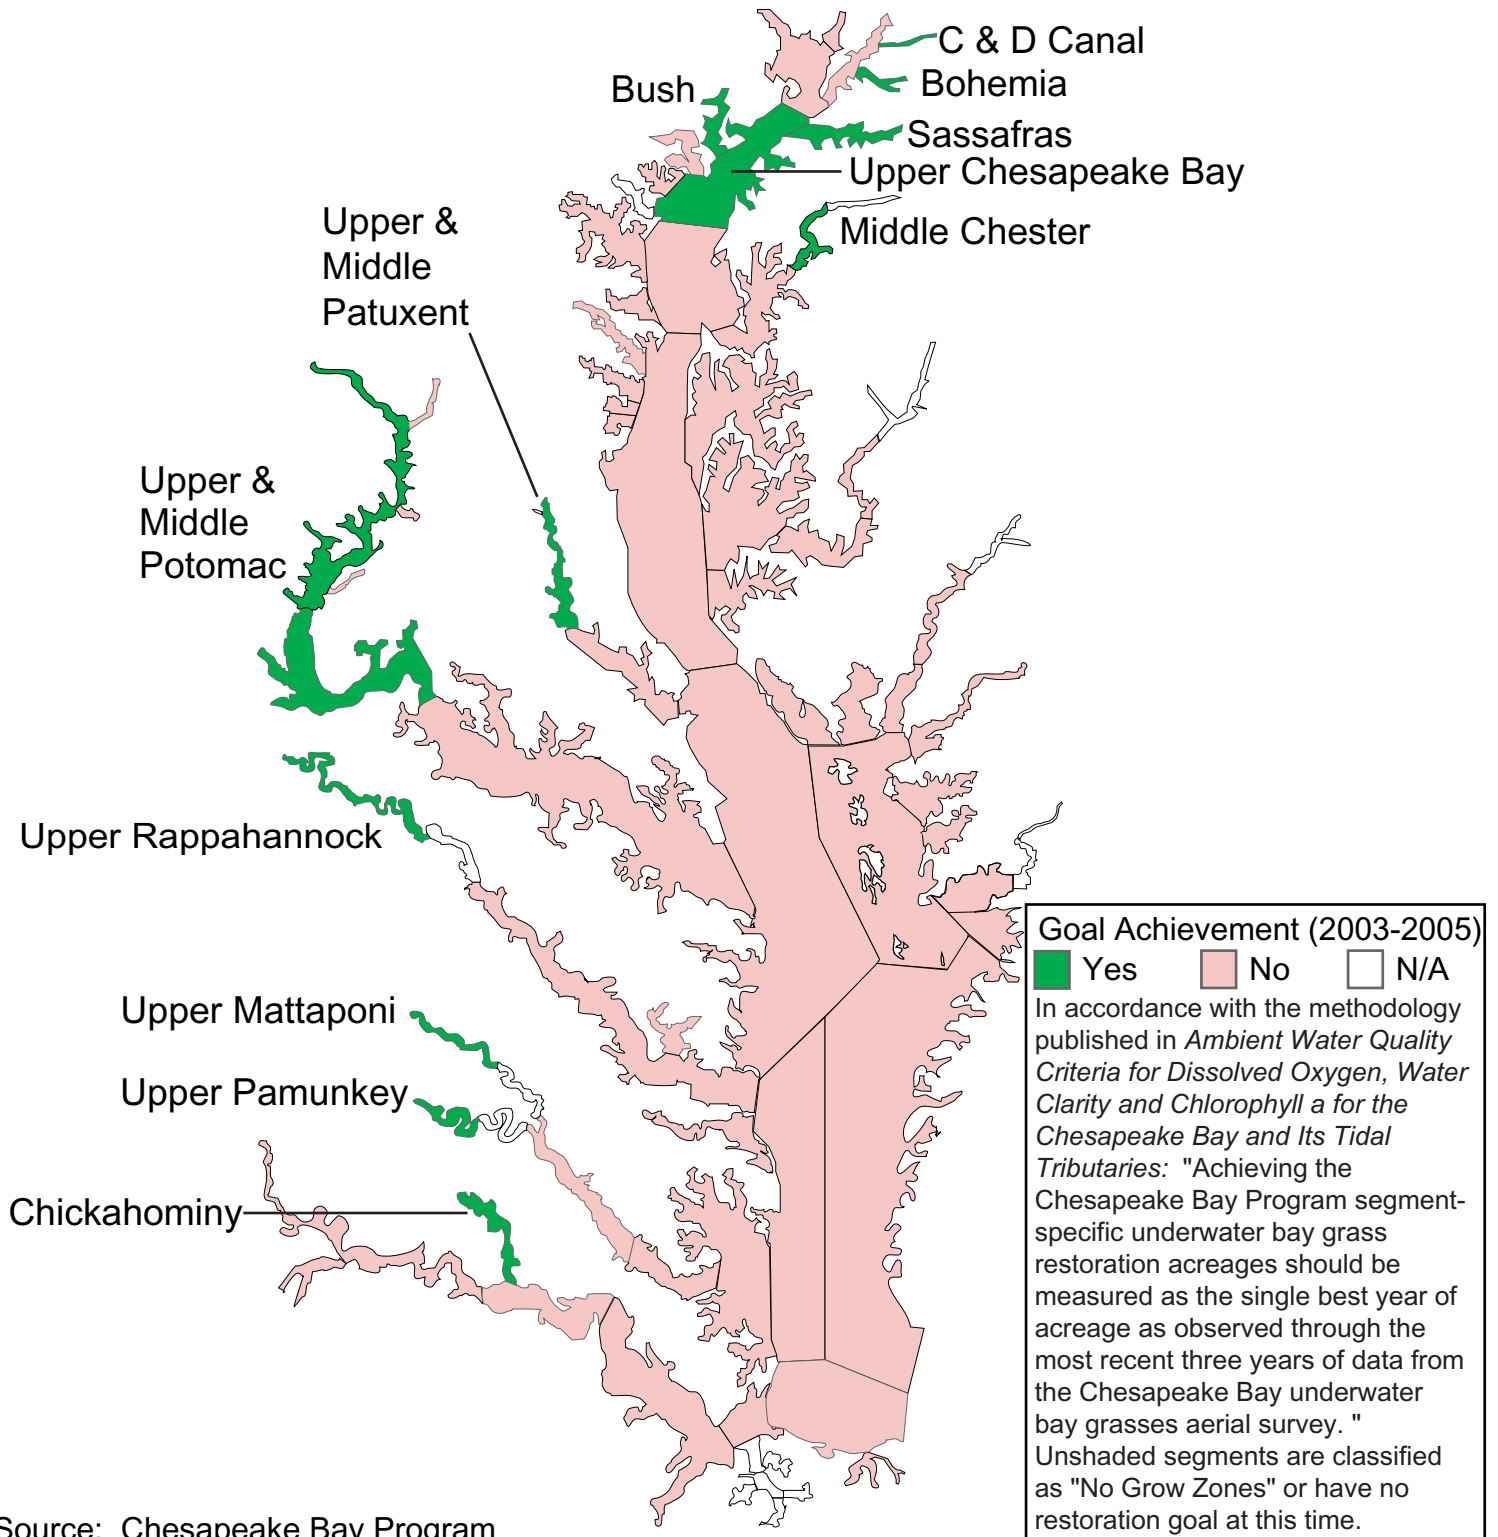 C & D Canal
Bush
Bohemia
Sassafras
Upper Chesapeake Bay
Upper &
Middle
Patuxent
Middle Chester
Upper &
Middle
Potomac
Upper Rappahannock
Upper Mattaponi
Upper Pamunkey
Chickahominy
Goal Achievement (2003-2005)
Yes No N/A
In accordance with the methodology
published in Ambient Water Quality
Criteria for Dissolved Oxygen, Water
Clarity and Chlorophyll a for the
Chesapeake Bay and Its Tidal
Tributaries: "Achieving the
Chesapeake Bay Program segment-
specific underwater bay grass
restoration acreages should be
measured as the single best year of
acreage as observed through the
most recent three years of data from
the Chesapeake Bay underwater
bay grasses aerial survey. "
Unshaded segments are classified
as "No Grow Zones" or have no
restoration goal at this time.
Source: Chesapeake Bay Program